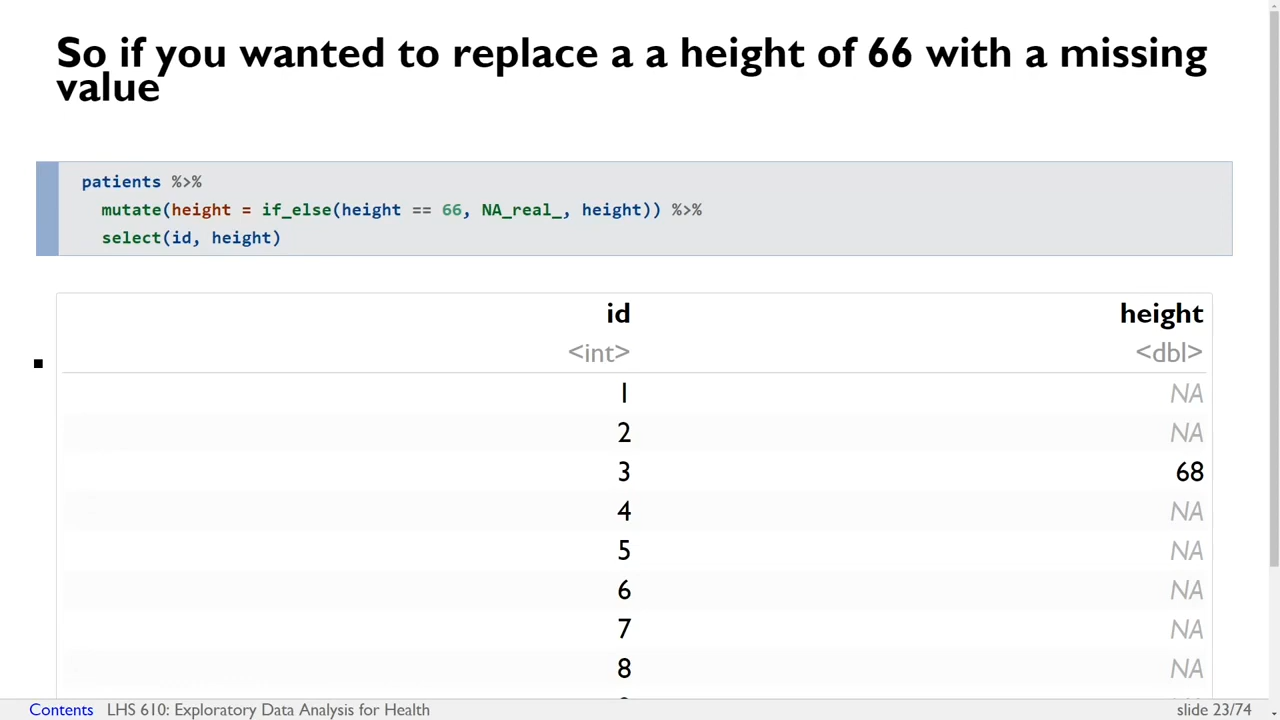 So if you wanted to replace a a height of 66 with a missing
value
patients %>%
mutate(height = if_else(height == 66, NA_real_, height)) %>%
select(id, height)
id height
<int> <dbl>
1 NA
2 NA
3 68
4 NA
5 NA
6 NA
7 NA
8 NA
Contents LHS 610: Exploratory Data Analysis for Health slide 23/74